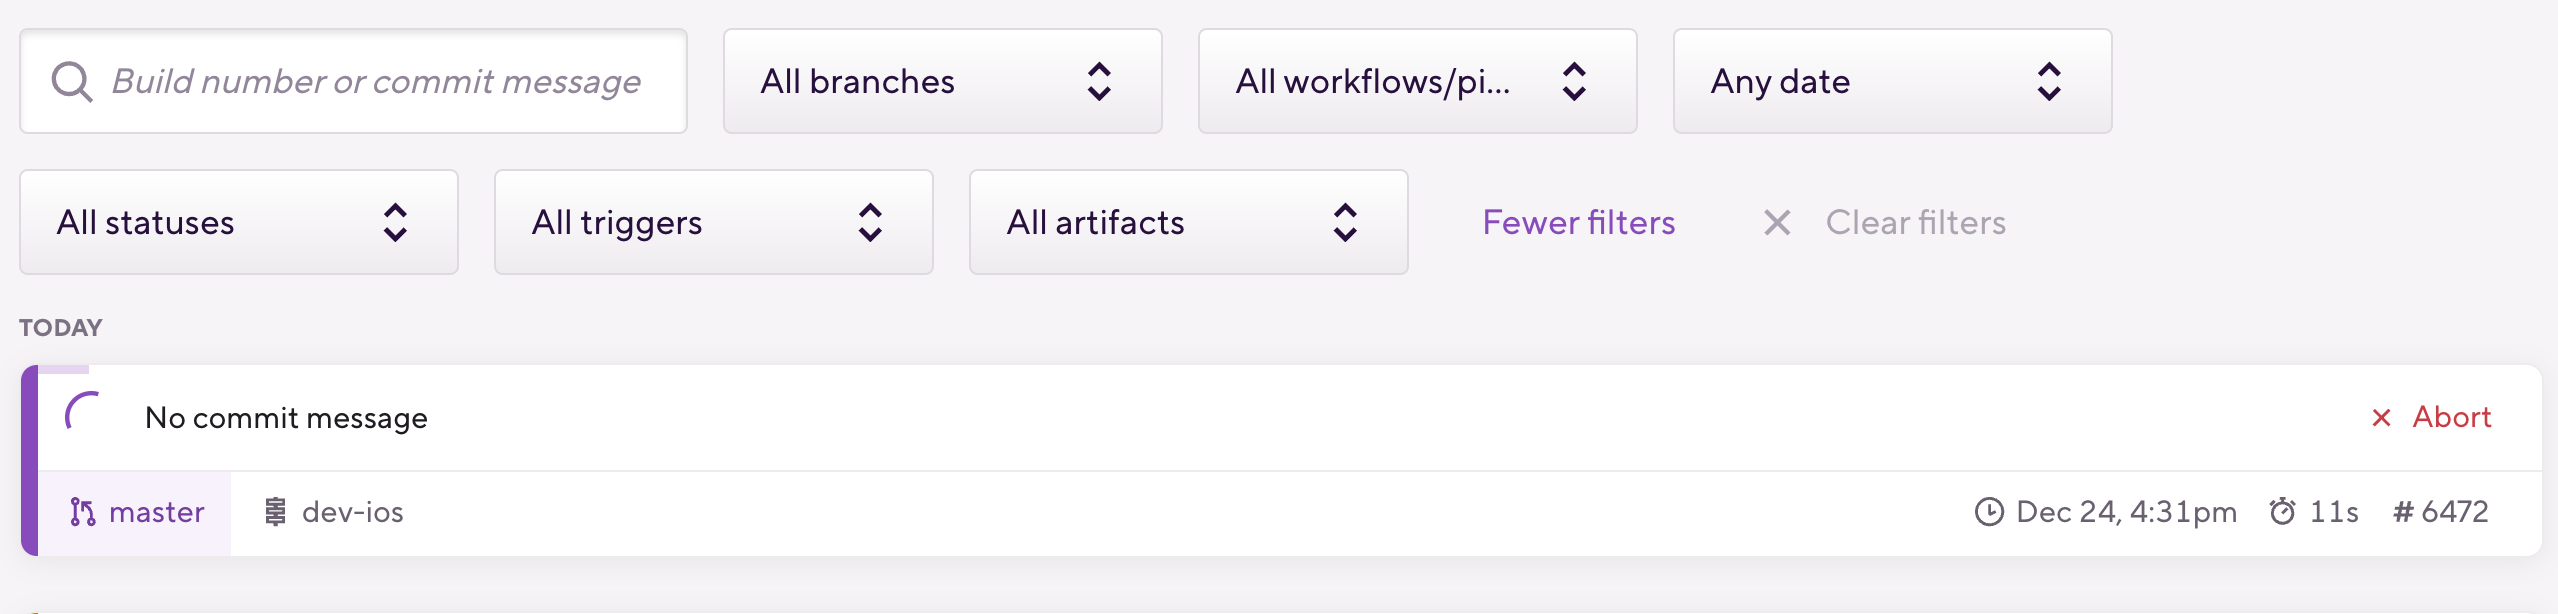 Build number or commit message
All branches
All workflows/pi...
Any date
All statuses
All triggers
All artifacts
Fewer filters
Clear filters
TODAY
No commit message
Abort
master
dev-ios
Dec 24, 4:31pm
11s
# 6472